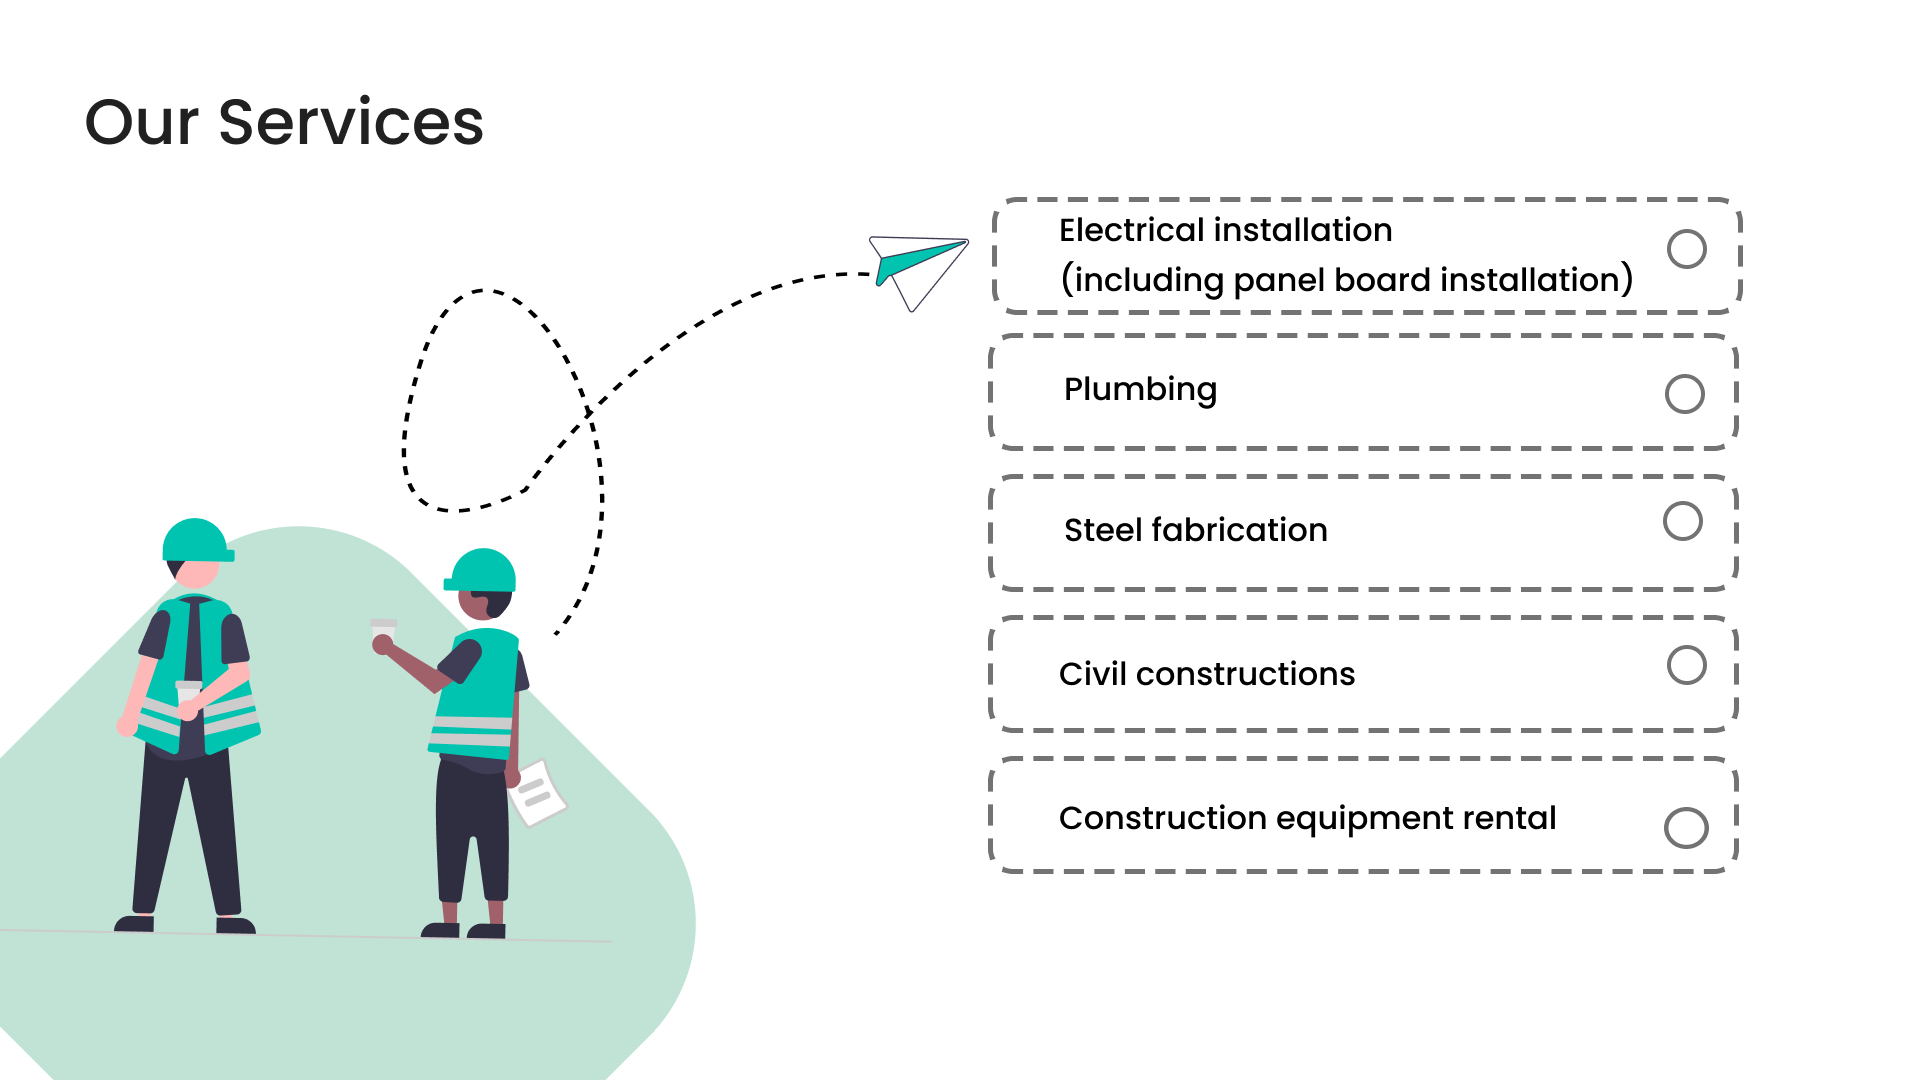 Our Services
Electrical installation
(including panel board installation)
Plumbing
Steel fabrication
Civil constructions
Construction equipment rental